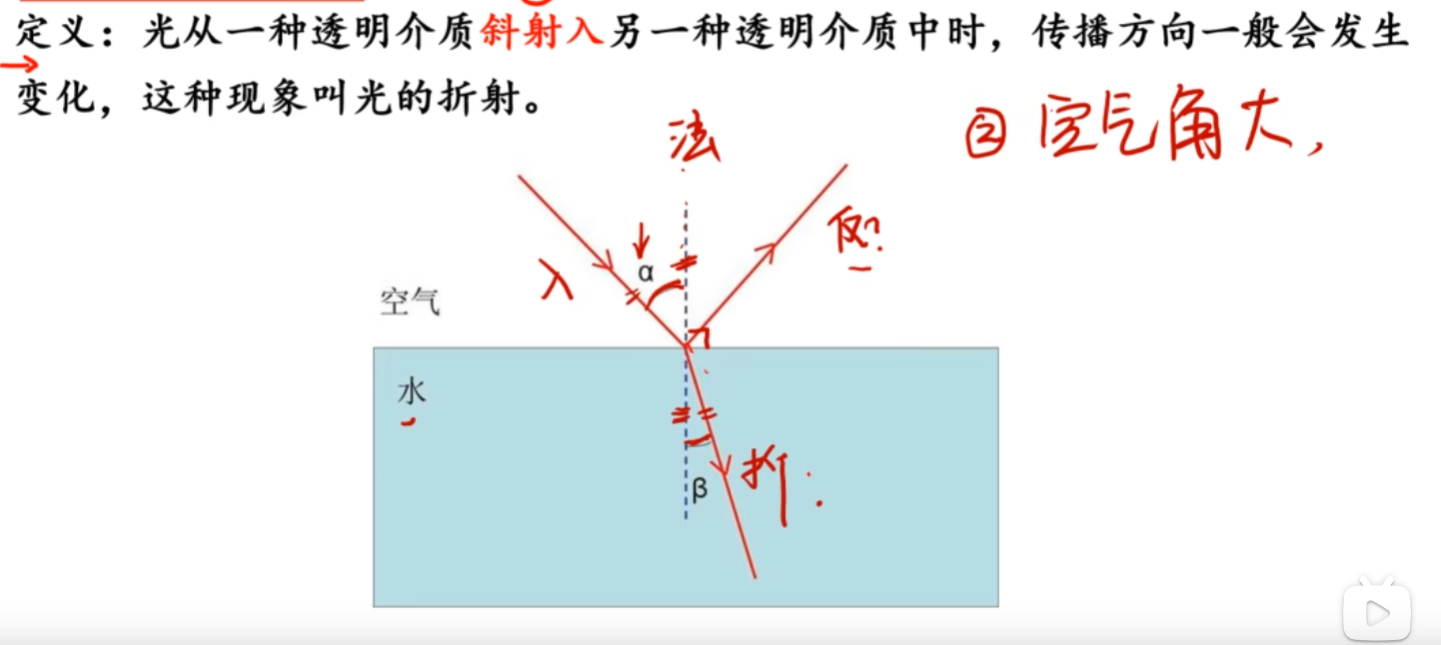 定义：光从一种透明介质斜射入另一种透明介质中时，传播方向一般会发生
变化，这种现象叫光的折射。
② 空气角大，
法
反
入
α
空气
水
折
β